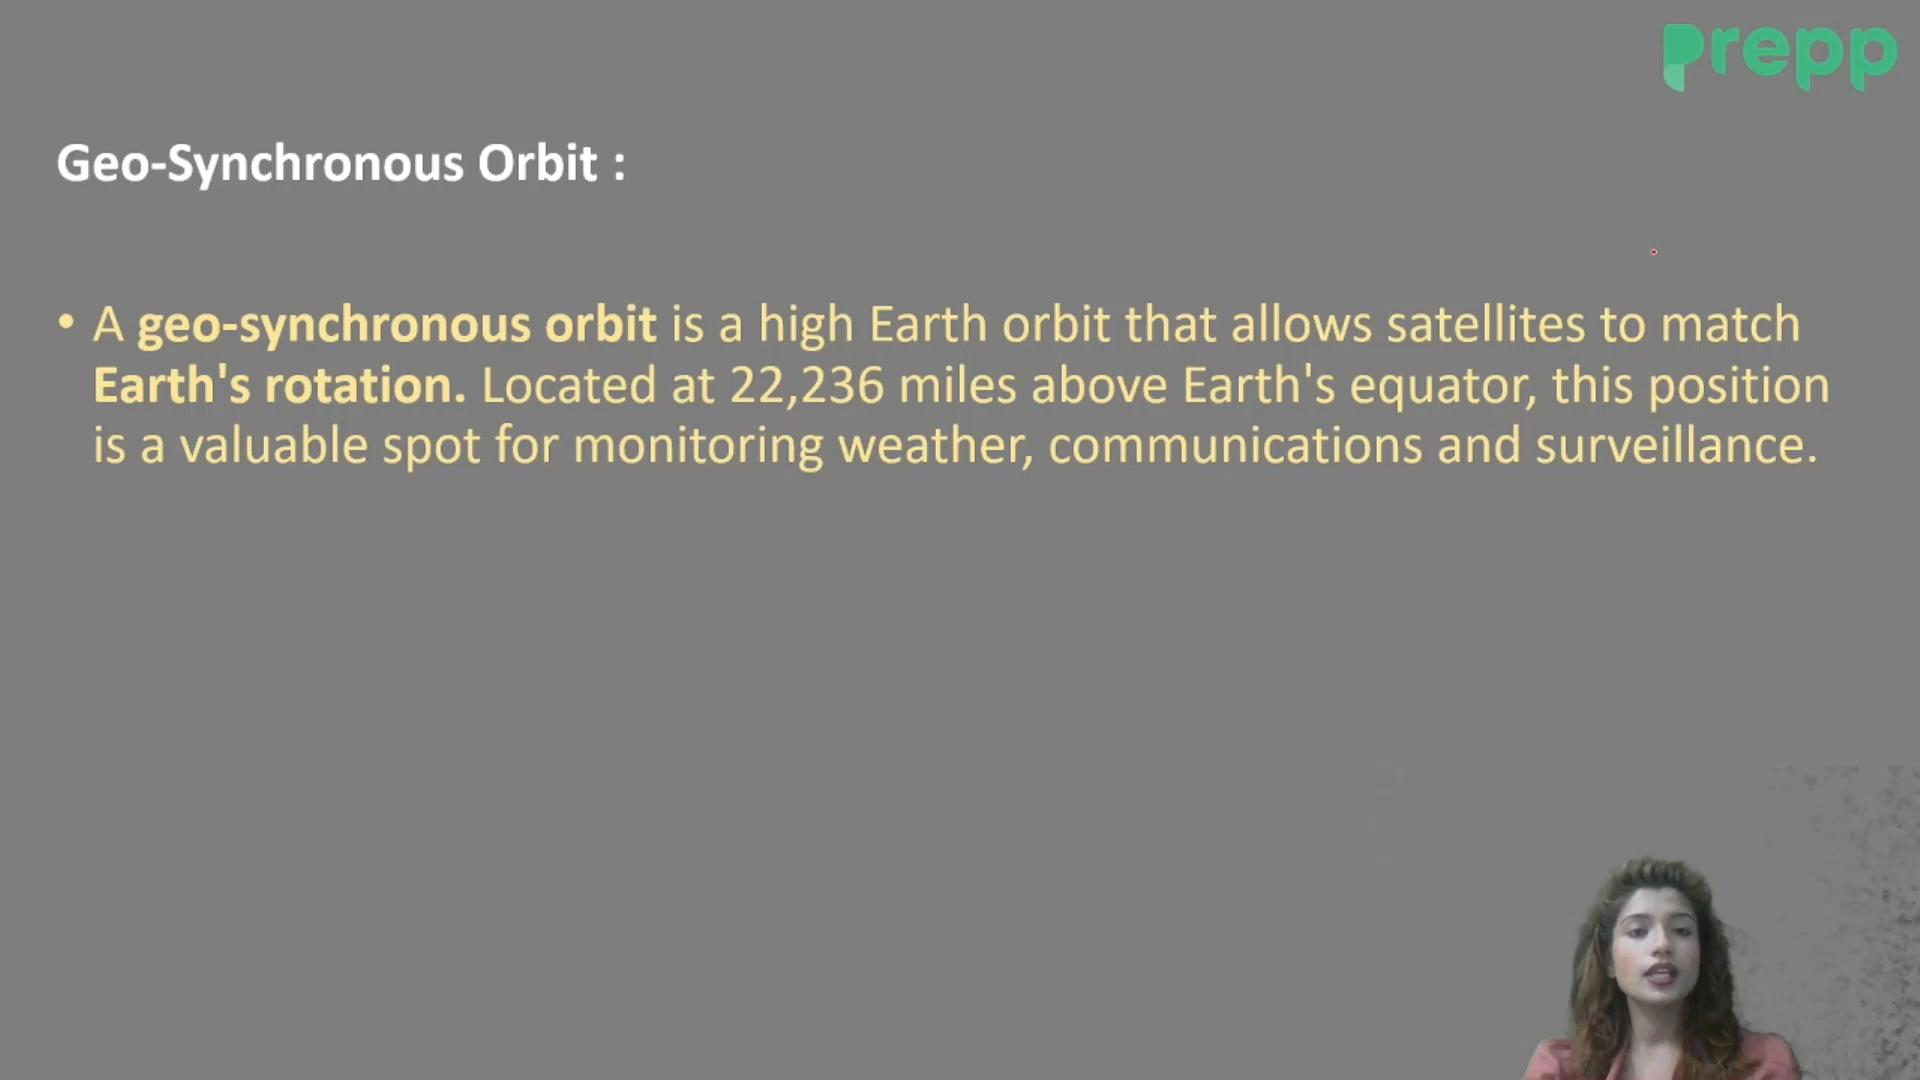 prepp
Geo-Synchronous Orbit :
• A geo-synchronous orbit is a high Earth orbit that allows satellites to match
Earth's rotation. Located at 22,236 miles above Earth's equator, this position
is a valuable spot for monitoring weather, communications and surveillance.